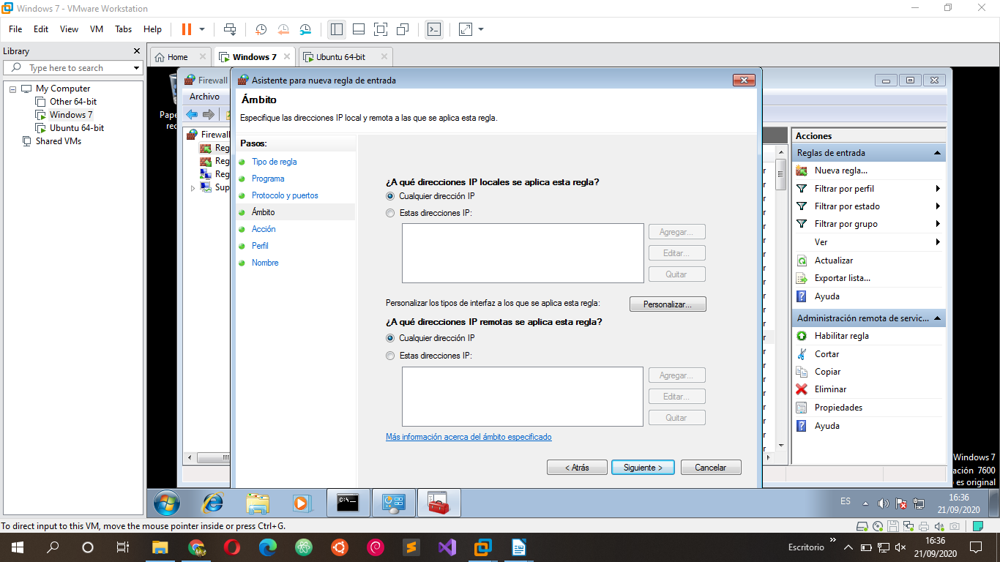 Windows 7 - VMware Workstation
File Edit View VM Tabs Help
Library
Type here to search
My Computer
Other 64-bit
Windows 7
Ubuntu 64-bit
Shared VMs
Home
Windows 7
Ubuntu 64-bit
Firewall
Archivo
Firewall
Reg
Reg
Reg
Sup
Asistente para nueva regla de entrada
Ámbito
Especifique las direcciones IP local y remota a las que se aplica esta regla.
Pasos:
Tipo de regla
Programa
Protocolo y puertos
Ámbito
Acción
Perfil
Nombre
¿A qué direcciones IP locales se aplica esta regla?
Cualquier dirección IP
Estas direcciones IP:
Agregar...
Editar...
Quitar
Personalizar los tipos de interfaz a los que se aplica esta regla:
Personalizar...
¿A qué direcciones IP remotas se aplica esta regla?
Cualquier dirección IP
Estas direcciones IP:
Agregar...
Editar...
Quitar
Más información acerca del ámbito especificado
< Atrás
Siguiente >
Cancelar
Acciones
Reglas de entrada
Nueva regla...
Filtrar por perfil
Filtrar por estado
Filtrar por grupo
Ver
Actualizar
Exportar lista...
Ayuda
Administración remota de servic...
Habilitar regla
Cortar
Copiar
Eliminar
Propiedades
Ayuda
Windows 7
ación 7600
es original
ES
16:36
21/09/2020
To direct input to this VM, move the mouse pointer inside or press Ctrl+G.
Escritorio
16:36
21/09/2020